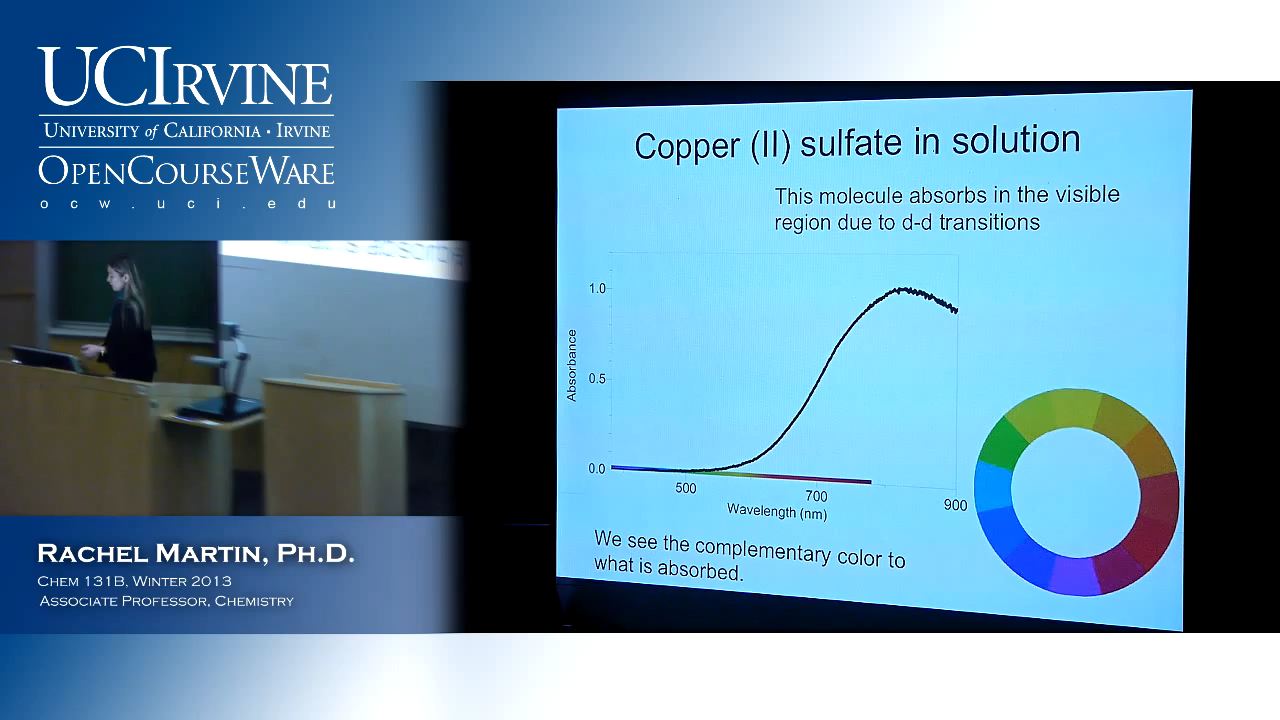 UCIRVINE
UNIVERSITY of CALIFORNIA · IRVINE
OPENCOURSEWARE
ocw.uci.edu
RACHEL MARTIN, PH.D.
CHEM 131B, WINTER 2013
ASSOCIATE PROFESSOR, CHEMISTRY
Copper (II) sulfate in solution
This molecule absorbs in the visible
region due to d-d transitions
1.0
0.5
0.0
Absorbance
500
700
900
Wavelength (nm)
We see the complementary color to
what is absorbed.